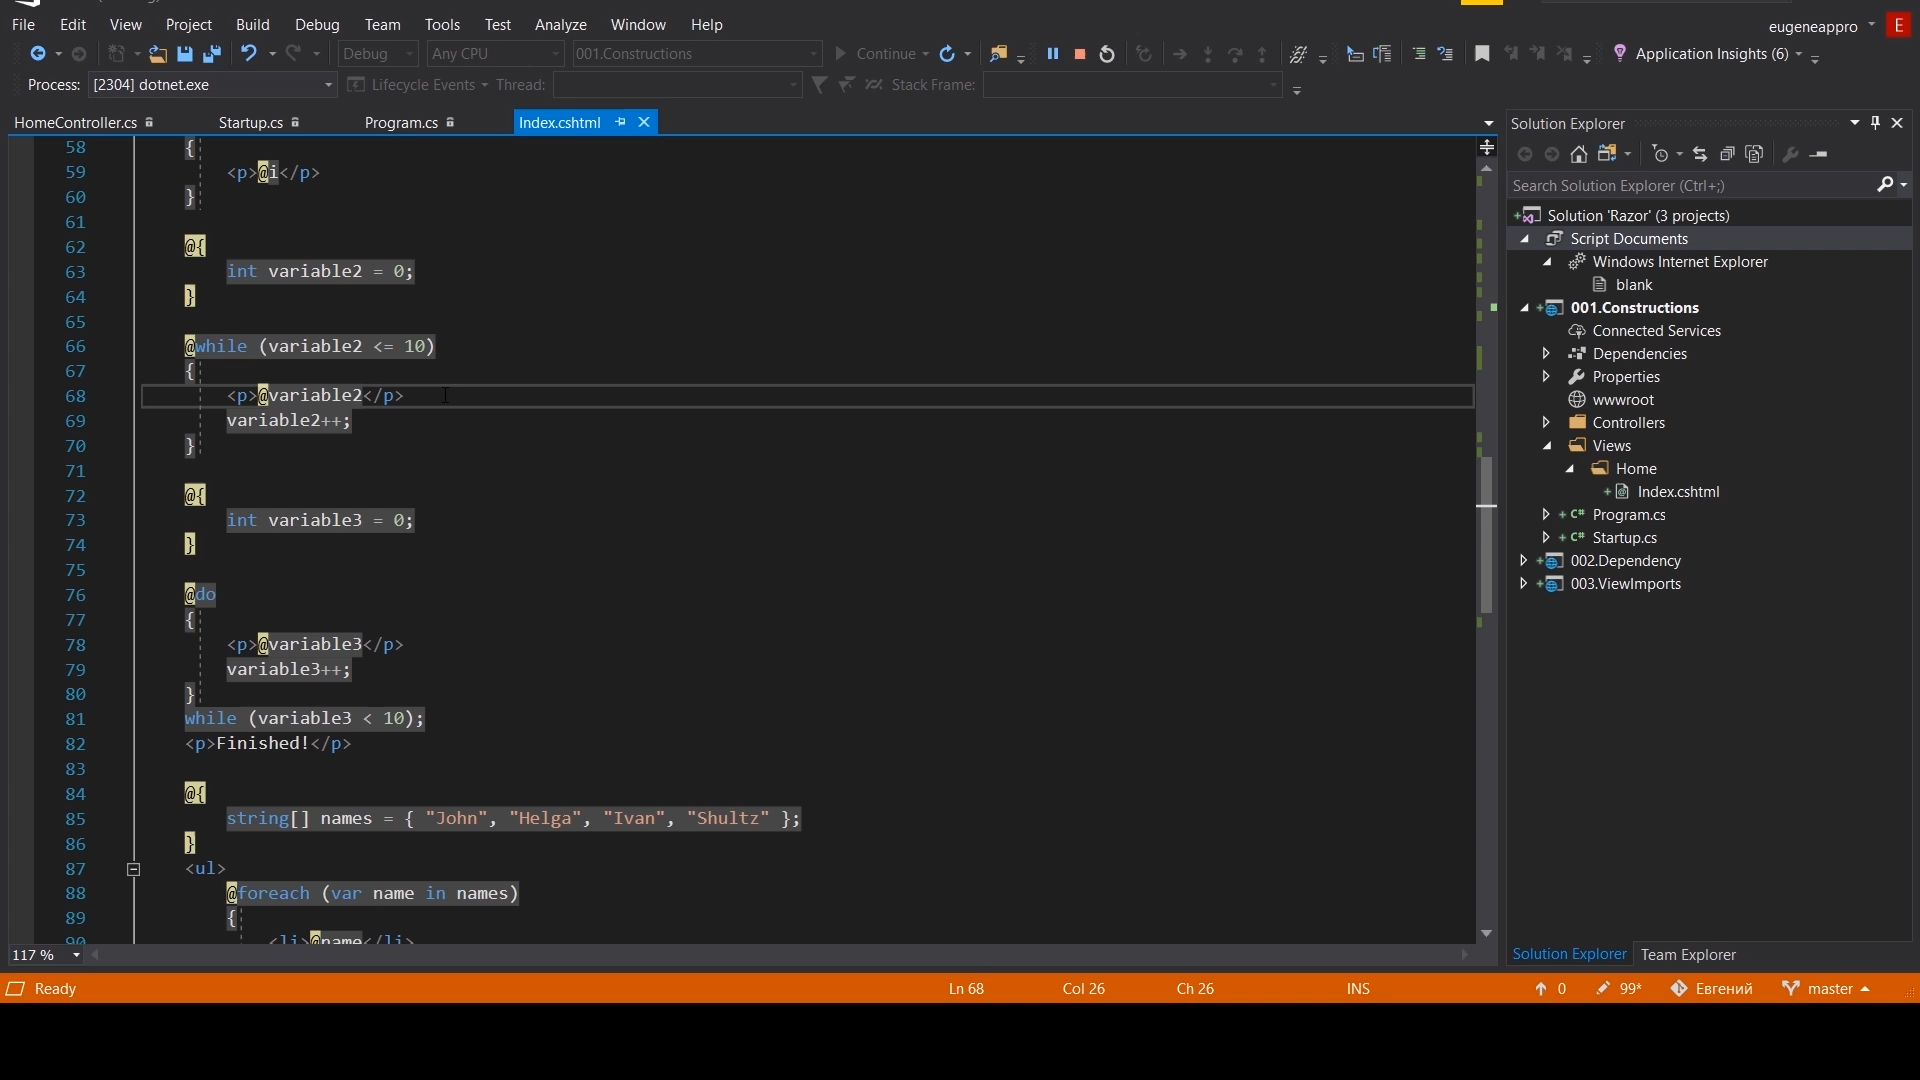 File Edit View Project Build Debug Team Tools Test Analyze Window Help
eugeneappro E
Debug Any CPU 001.Constructions Continue Application Insights (6)
Process: [2304] dotnet.exe Lifecycle Events Thread: Stack Frame:
HomeController.cs Startup.cs Program.cs Index.cshtml
58 {
59 <p>@i</p>
60 }
61
62 @{
63 int variable2 = 0;
64 }
65
66 @while (variable2 <= 10)
67 {
68 <p>@variable2</p>
69 variable2++;
70 }
71
72 @{
73 int variable3 = 0;
74 }
75
76 @do
77 {
78 <p>@variable3</p>
79 variable3++;
80 }
81 while (variable3 < 10);
82 <p>Finished!</p>
83
84 @{
85 string[] names = { "John", "Helga", "Ivan", "Shultz" };
86 }
87 <ul>
88 @foreach (var name in names)
89 {
90 <li>@name</li>
117 %
Solution Explorer
Search Solution Explorer (Ctrl+;)
Solution 'Razor' (3 projects)
Script Documents
Windows Internet Explorer
blank
001.Constructions
Connected Services
Dependencies
Properties
wwwroot
Controllers
Views
Home
Index.cshtml
C# Program.cs
C# Startup.cs
002.Dependency
003.ViewImports
Solution Explorer Team Explorer
Ready Ln 68 Col 26 Ch 26 INS 0 99* Евгений master